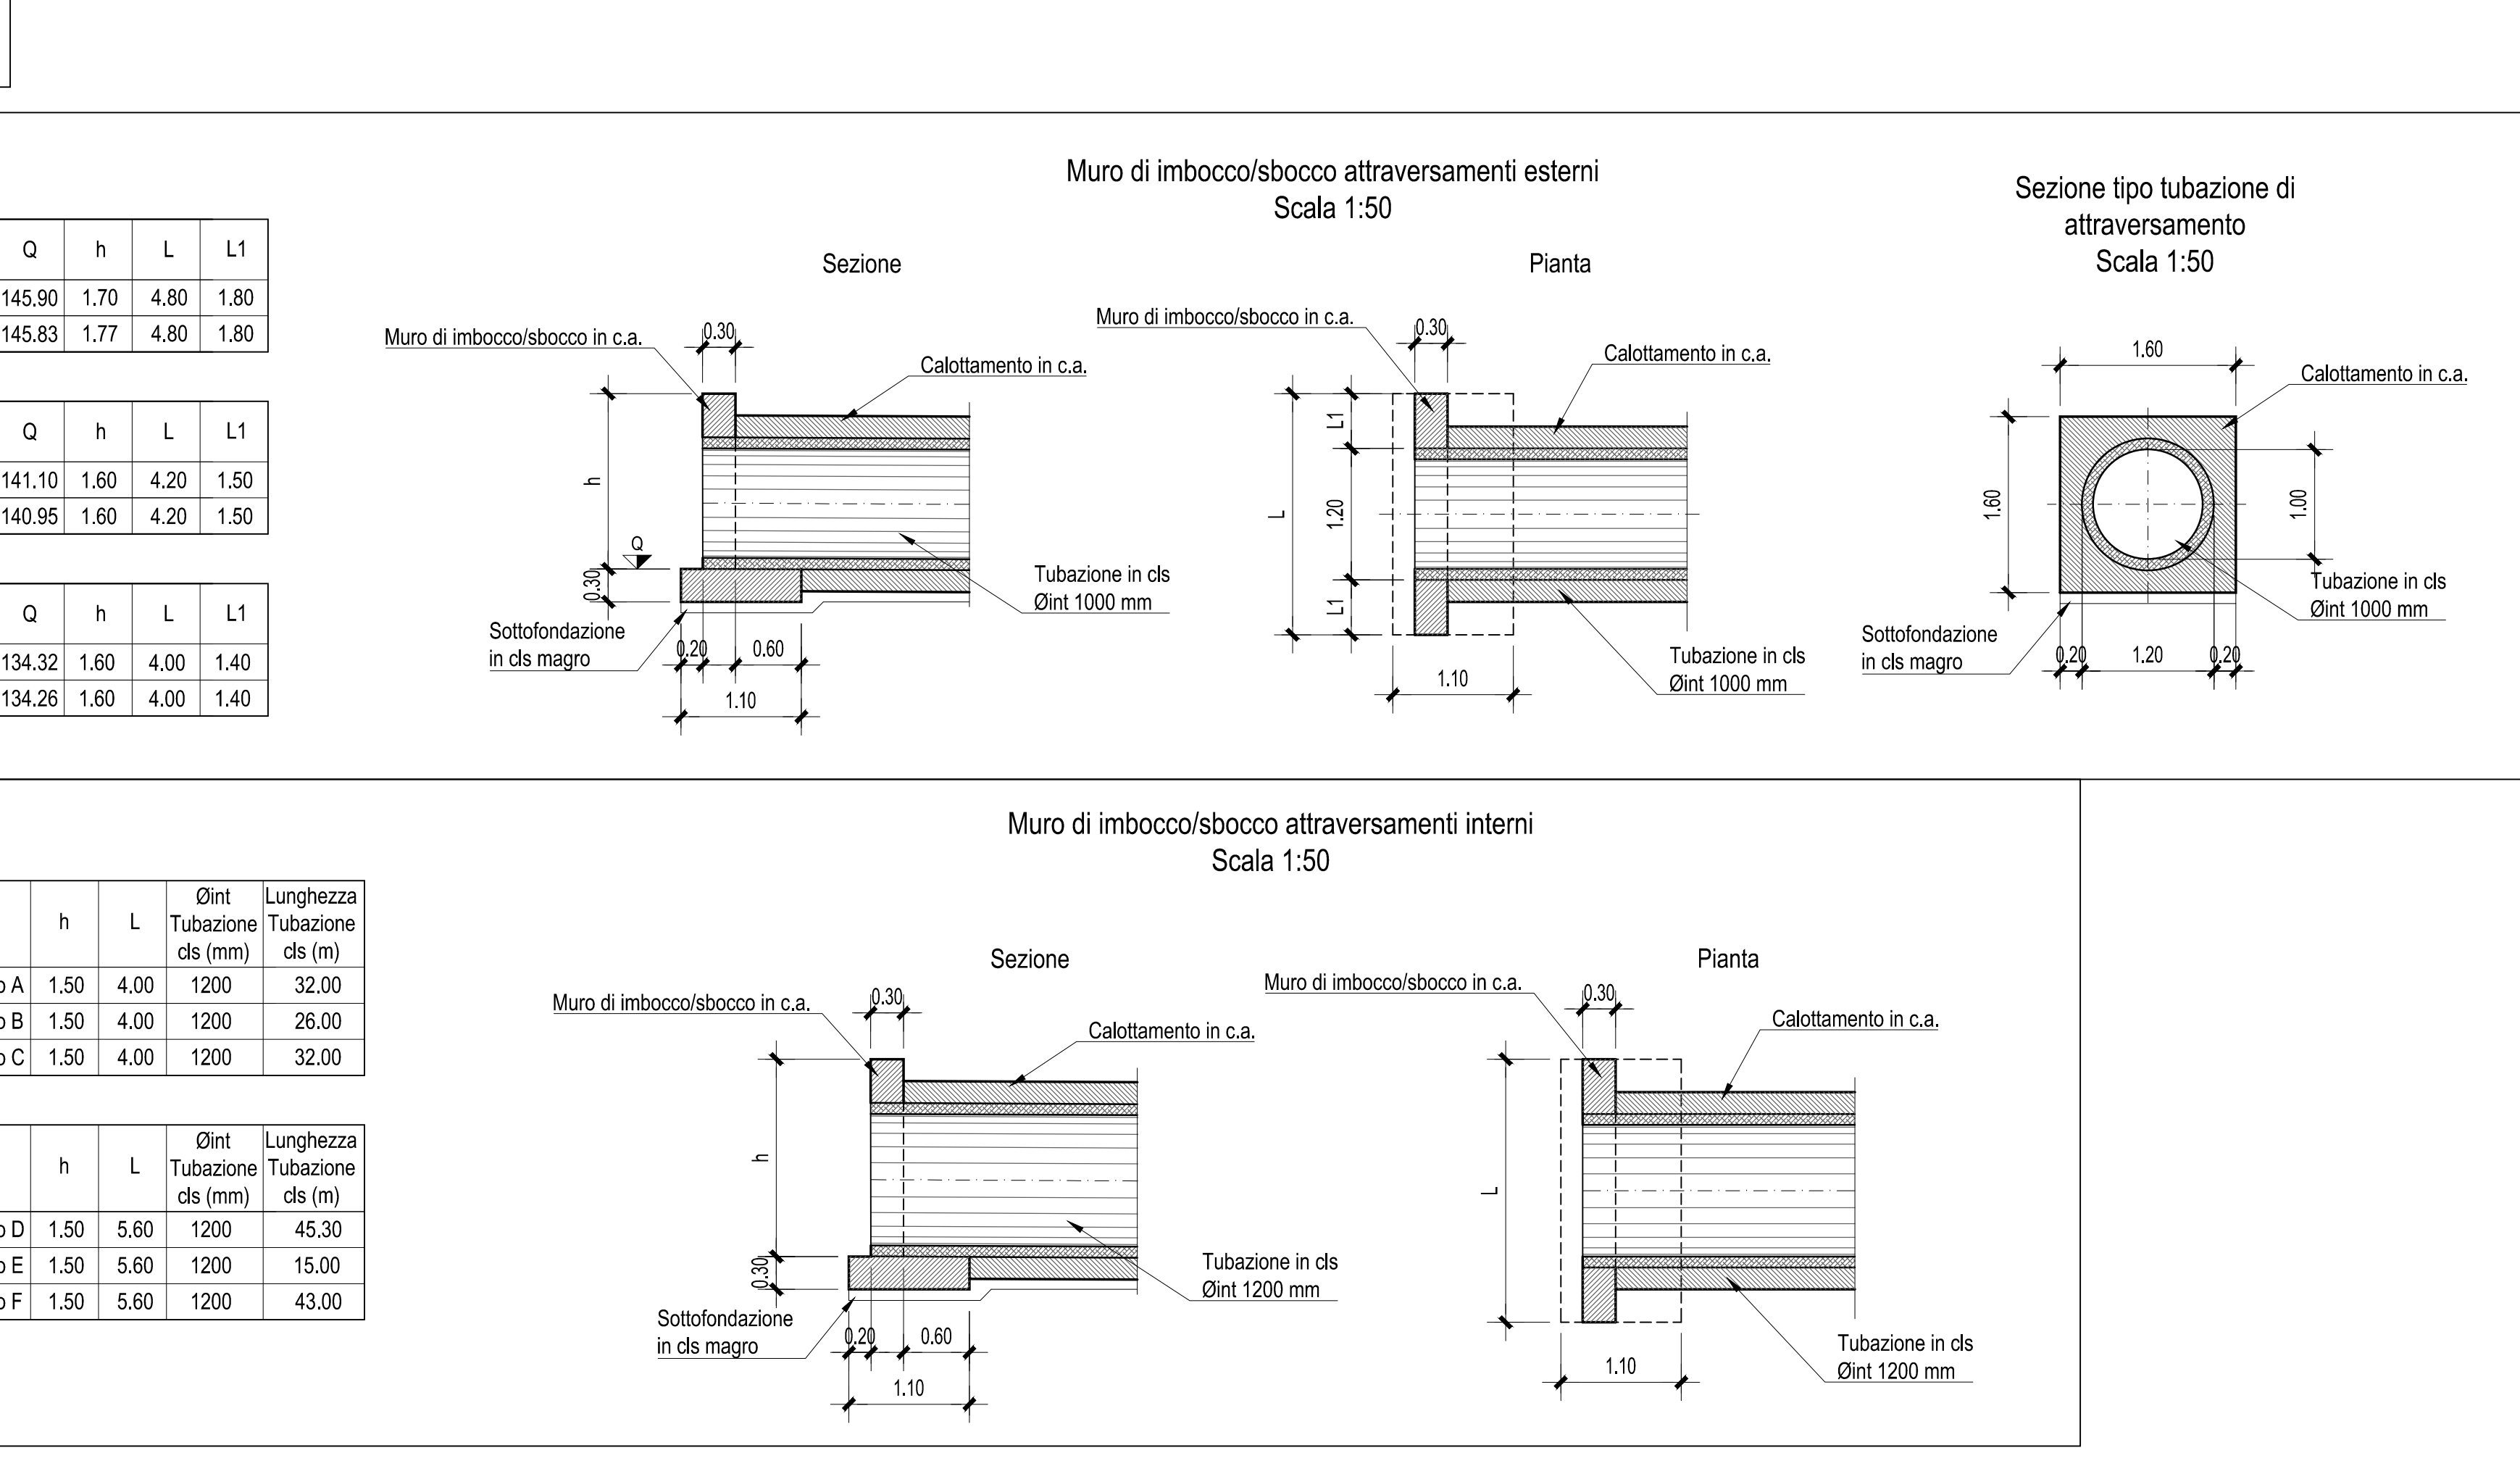 Muro di imbocco/sbocco attraversamenti esterni
Scala 1:50
Sezione tipo tubazione di
attraversamento
Scala 1:50
Q h L L1
145.90 1.70 4.80 1.80
145.83 1.77 4.80 1.80
Q h L L1
141.10 1.60 4.20 1.50
140.95 1.60 4.20 1.50
Q h L L1
134.32 1.60 4.00 1.40
134.26 1.60 4.00 1.40
Sezione
Muro di imbocco/sbocco in c.a.
0.30
Calottamento in c.a.
h
Q
0.30
Tubazione in cls
Øint 1000 mm
Sottofondazione
in cls magro
0.20 0.60
1.10
Pianta
Muro di imbocco/sbocco in c.a.
0.30
Calottamento in c.a.
L1
L
1.20
L1
Tubazione in cls
Øint 1000 mm
1.10
1.60
Calottamento in c.a.
1.60
1.00
Tubazione in cls
Øint 1000 mm
Sottofondazione
in cls magro
0.20 1.20 0.20
Muro di imbocco/sbocco attraversamenti interni
Scala 1:50
h L Øint Lunghezza
Tubazione Tubazione
cls (mm) cls (m)
o A 1.50 4.00 1200 32.00
o B 1.50 4.00 1200 26.00
o C 1.50 4.00 1200 32.00
h L Øint Lunghezza
Tubazione Tubazione
cls (mm) cls (m)
o D 1.50 5.60 1200 45.30
o E 1.50 5.60 1200 15.00
o F 1.50 5.60 1200 43.00
Sezione
Muro di imbocco/sbocco in c.a.
0.30
Calottamento in c.a.
h
0.30
Tubazione in cls
Øint 1200 mm
Sottofondazione
in cls magro
0.20 0.60
1.10
Pianta
Muro di imbocco/sbocco in c.a.
0.30
Calottamento in c.a.
L
Tubazione in cls
Øint 1200 mm
1.10